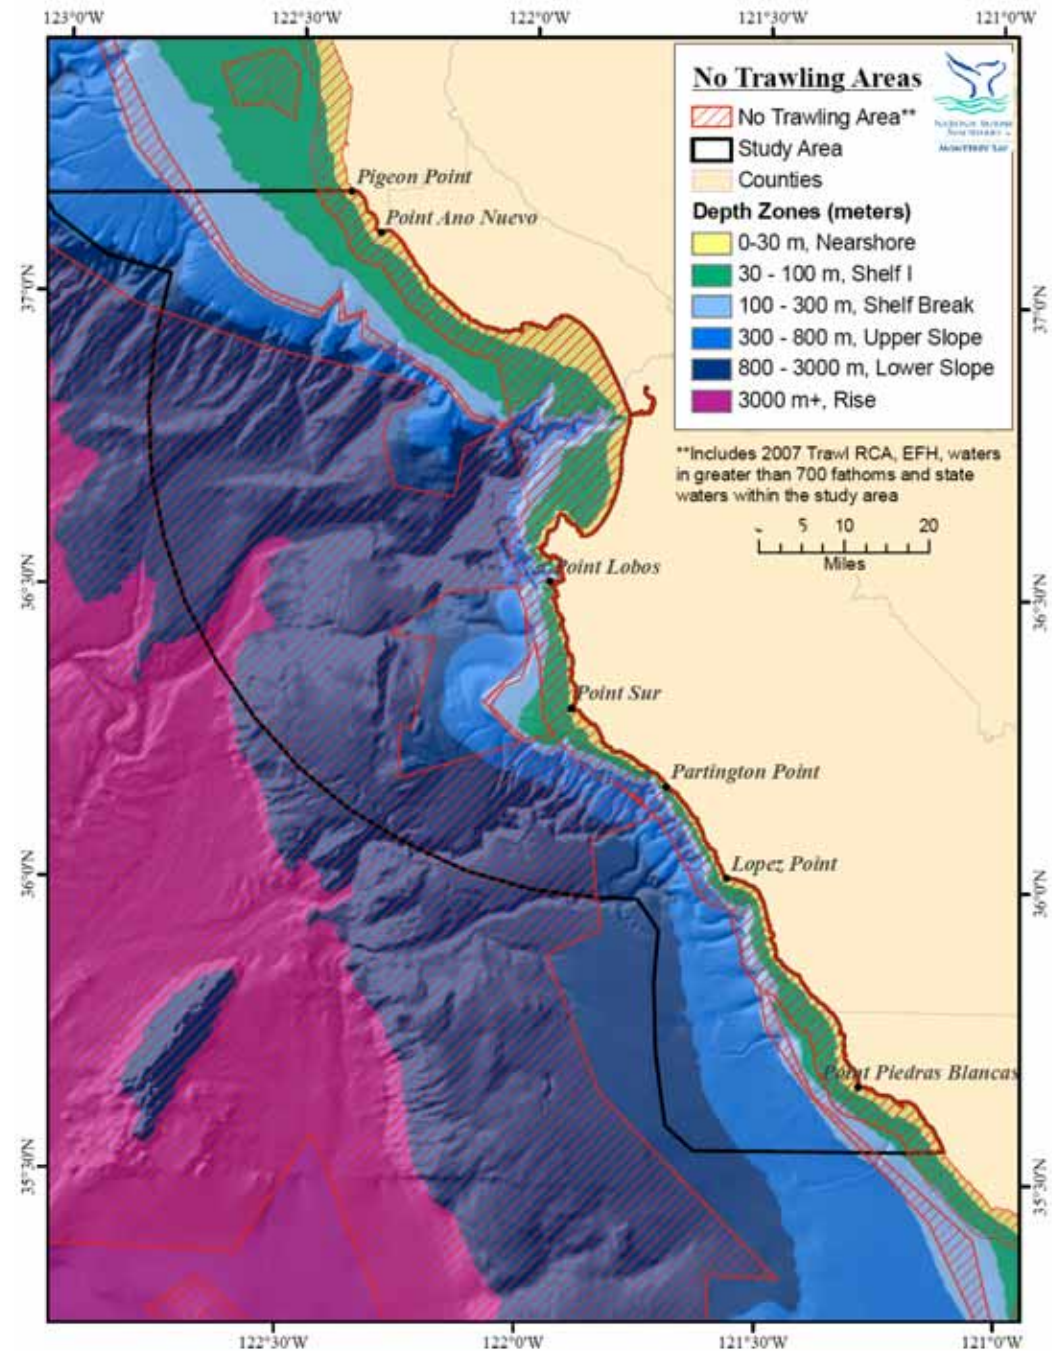 123°0'W 122°30'W 122°0'W 121°30'W 121°0'W
No Trawling Areas
No Trawling Area**
Study Area
Counties
Depth Zones (meters)
0-30 m, Nearshore
30 - 100 m, Shelf I
100 - 300 m, Shelf Break
300 - 800 m, Upper Slope
800 - 3000 m, Lower Slope
3000 m+, Rise
MONTEREY BAY
**Includes 2007 Trawl RCA, EFH, waters
in greater than 700 fathoms and state
waters within the study area
5 10 20
Miles
Pigeon Point
Point Ano Nuevo
37°0'N 37°0'N
Point Lobos
36°30'N 36°30'N
Point Sur
Partington Point
Lopez Point
36°0'N 36°0'N
Point Piedras Blancas
35°30'N 35°30'N
122°30'W 122°0'W 121°30'W 121°0'W